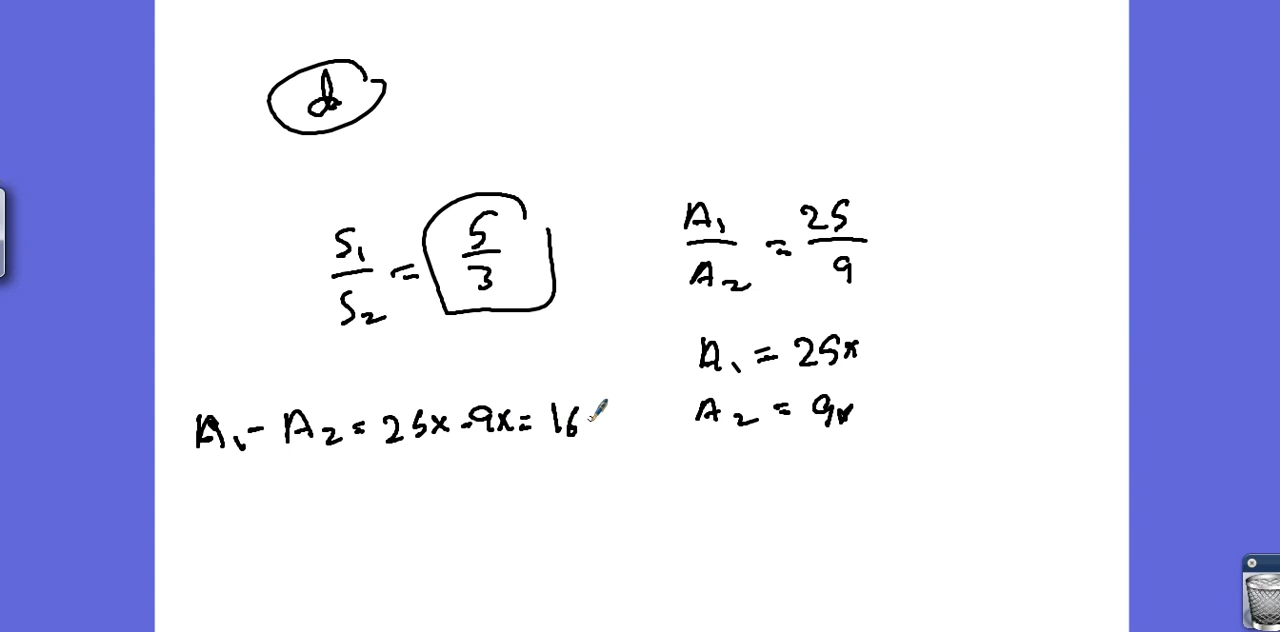 d
S₁/S₂ = 5/3
A₁/A₂ = 25/9
A₁ = 25x
A₂ = 9x
A₁ - A₂ = 25x - 9x = 16